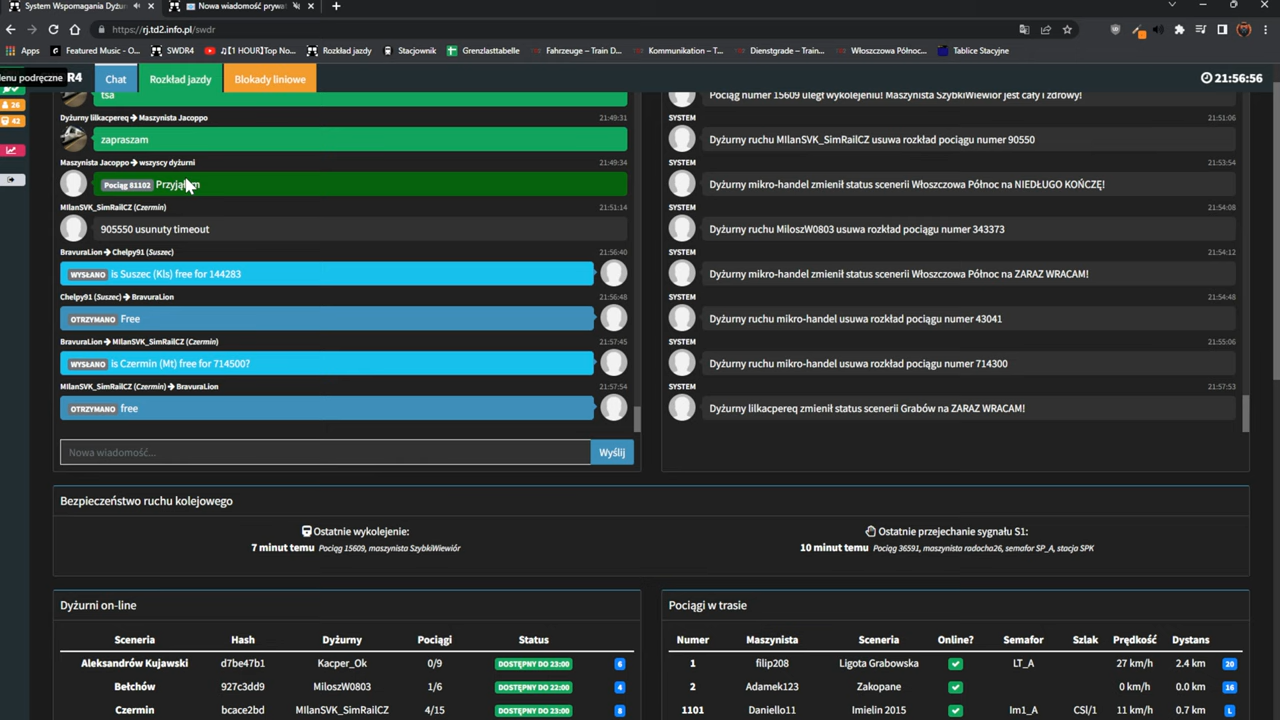 System Wspomagania Dyżur
Nowa wiadomość prywat
https://rj.td2.info.pl/swdr
Apps
Featured Music - O...
SWDR4
[1 HOUR]Top No...
Rozkład jazdy
Stacjownik
Grenzlasttabelle
Fahrzeuge – Train D...
Kommunikation – T...
Dienstgrade – Traini...
Włoszczowa Północ...
Tablice Stacyjne
lenu podręczne
R4
Chat
Rozkład jazdy
Blokady liniowe
21:56:56
26
42
tsa
Dyżurny lilkacpereq → Maszynista Jacoppo
21:49:31
zapraszam
Maszynista Jacoppo → wszyscy dyżurni
21:49:34
Pociąg 81102
MIlanSVK_SimRailCZ (Czermin)
21:51:14
905550 usunuty timeout
BravuraLion → Chelpy91 (Suszec)
21:56:40
WYSŁANO is Suszec (Kls) free for 144283
Chelpy91 (Suszec) → BravuraLion
21:56:48
OTRZYMANO Free
BravuraLion → MIlanSVK_SimRailCZ (Czermin)
21:57:45
WYSŁANO is Czermin (Mt) free for 714500?
MIlanSVK_SimRailCZ (Czermin) → BravuraLion
21:57:54
OTRZYMANO free
Nowa wiadomość...
Wyślij
Pociąg numer 15609 uległ wykolejeniu! Maszynista SzybkiWiewiór jest cały i zdrowy!
SYSTEM
21:51:06
Dyżurny ruchu MIlanSVK_SimRailCZ usuwa rozkład pociągu numer 90550
SYSTEM
21:53:54
Dyżurny mikro-handel zmienił status scenerii Włoszczowa Północ na NIEDŁUGO KOŃCZĘ!
SYSTEM
21:54:08
Dyżurny ruchu MiloszW0803 usuwa rozkład pociągu numer 343373
SYSTEM
21:54:12
Dyżurny mikro-handel zmienił status scenerii Włoszczowa Północ na ZARAZ WRACAM!
SYSTEM
21:54:48
Dyżurny ruchu mikro-handel usuwa rozkład pociągu numer 43041
SYSTEM
21:55:06
Dyżurny ruchu mikro-handel usuwa rozkład pociągu numer 714300
SYSTEM
21:57:53
Dyżurny lilkacpereq zmienił status scenerii Grabów na ZARAZ WRACAM!
Bezpieczeństwo ruchu kolejowego
Ostatnie wykolejenie:
7 minut temu Pociąg 15609, maszynista SzybkiWiewiór
Ostatnie przejechanie sygnału S1:
10 minut temu Pociąg 36591, maszynista radocha26, semafor SP_A, stacja SPK
Dyżurni on-line
Sceneria Hash Dyżurny Pociągi Status
Aleksandrów Kujawski d7be47b1 Kacper_Ok 0/9 DOSTĘPNY DO 23:00 6
Bełchów 927c3dd9 MiloszW0803 1/6 DOSTĘPNY DO 22:00 4
Czermin bcace2bd MIlanSVK_SimRailCZ 4/15 DOSTĘPNY DO 23:00 8
Pociągi w trasie
Numer Maszynista Sceneria Online? Semafor Szlak Prędkość Dystans
1 filip208 Ligota Grabowska LT_A 27 km/h 2.4 km 20
2 Adamek123 Zakopane 0 km/h 0.0 km 16
1101 Daniello11 Imielin 2015 Im1_A CSl/1 11 km/h 0.7 km L